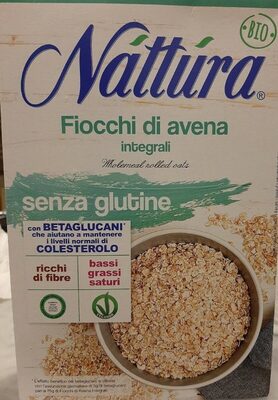 BIO
Náttúra®
Fiocchi di avena
integrali
Wholemeal rolled oats
senza glutine
con BETAGLUCANI*
che aiutano a mantenere
i livelli normali di
COLESTEROLO
ricchi
di fibre
bassi
grassi
saturi